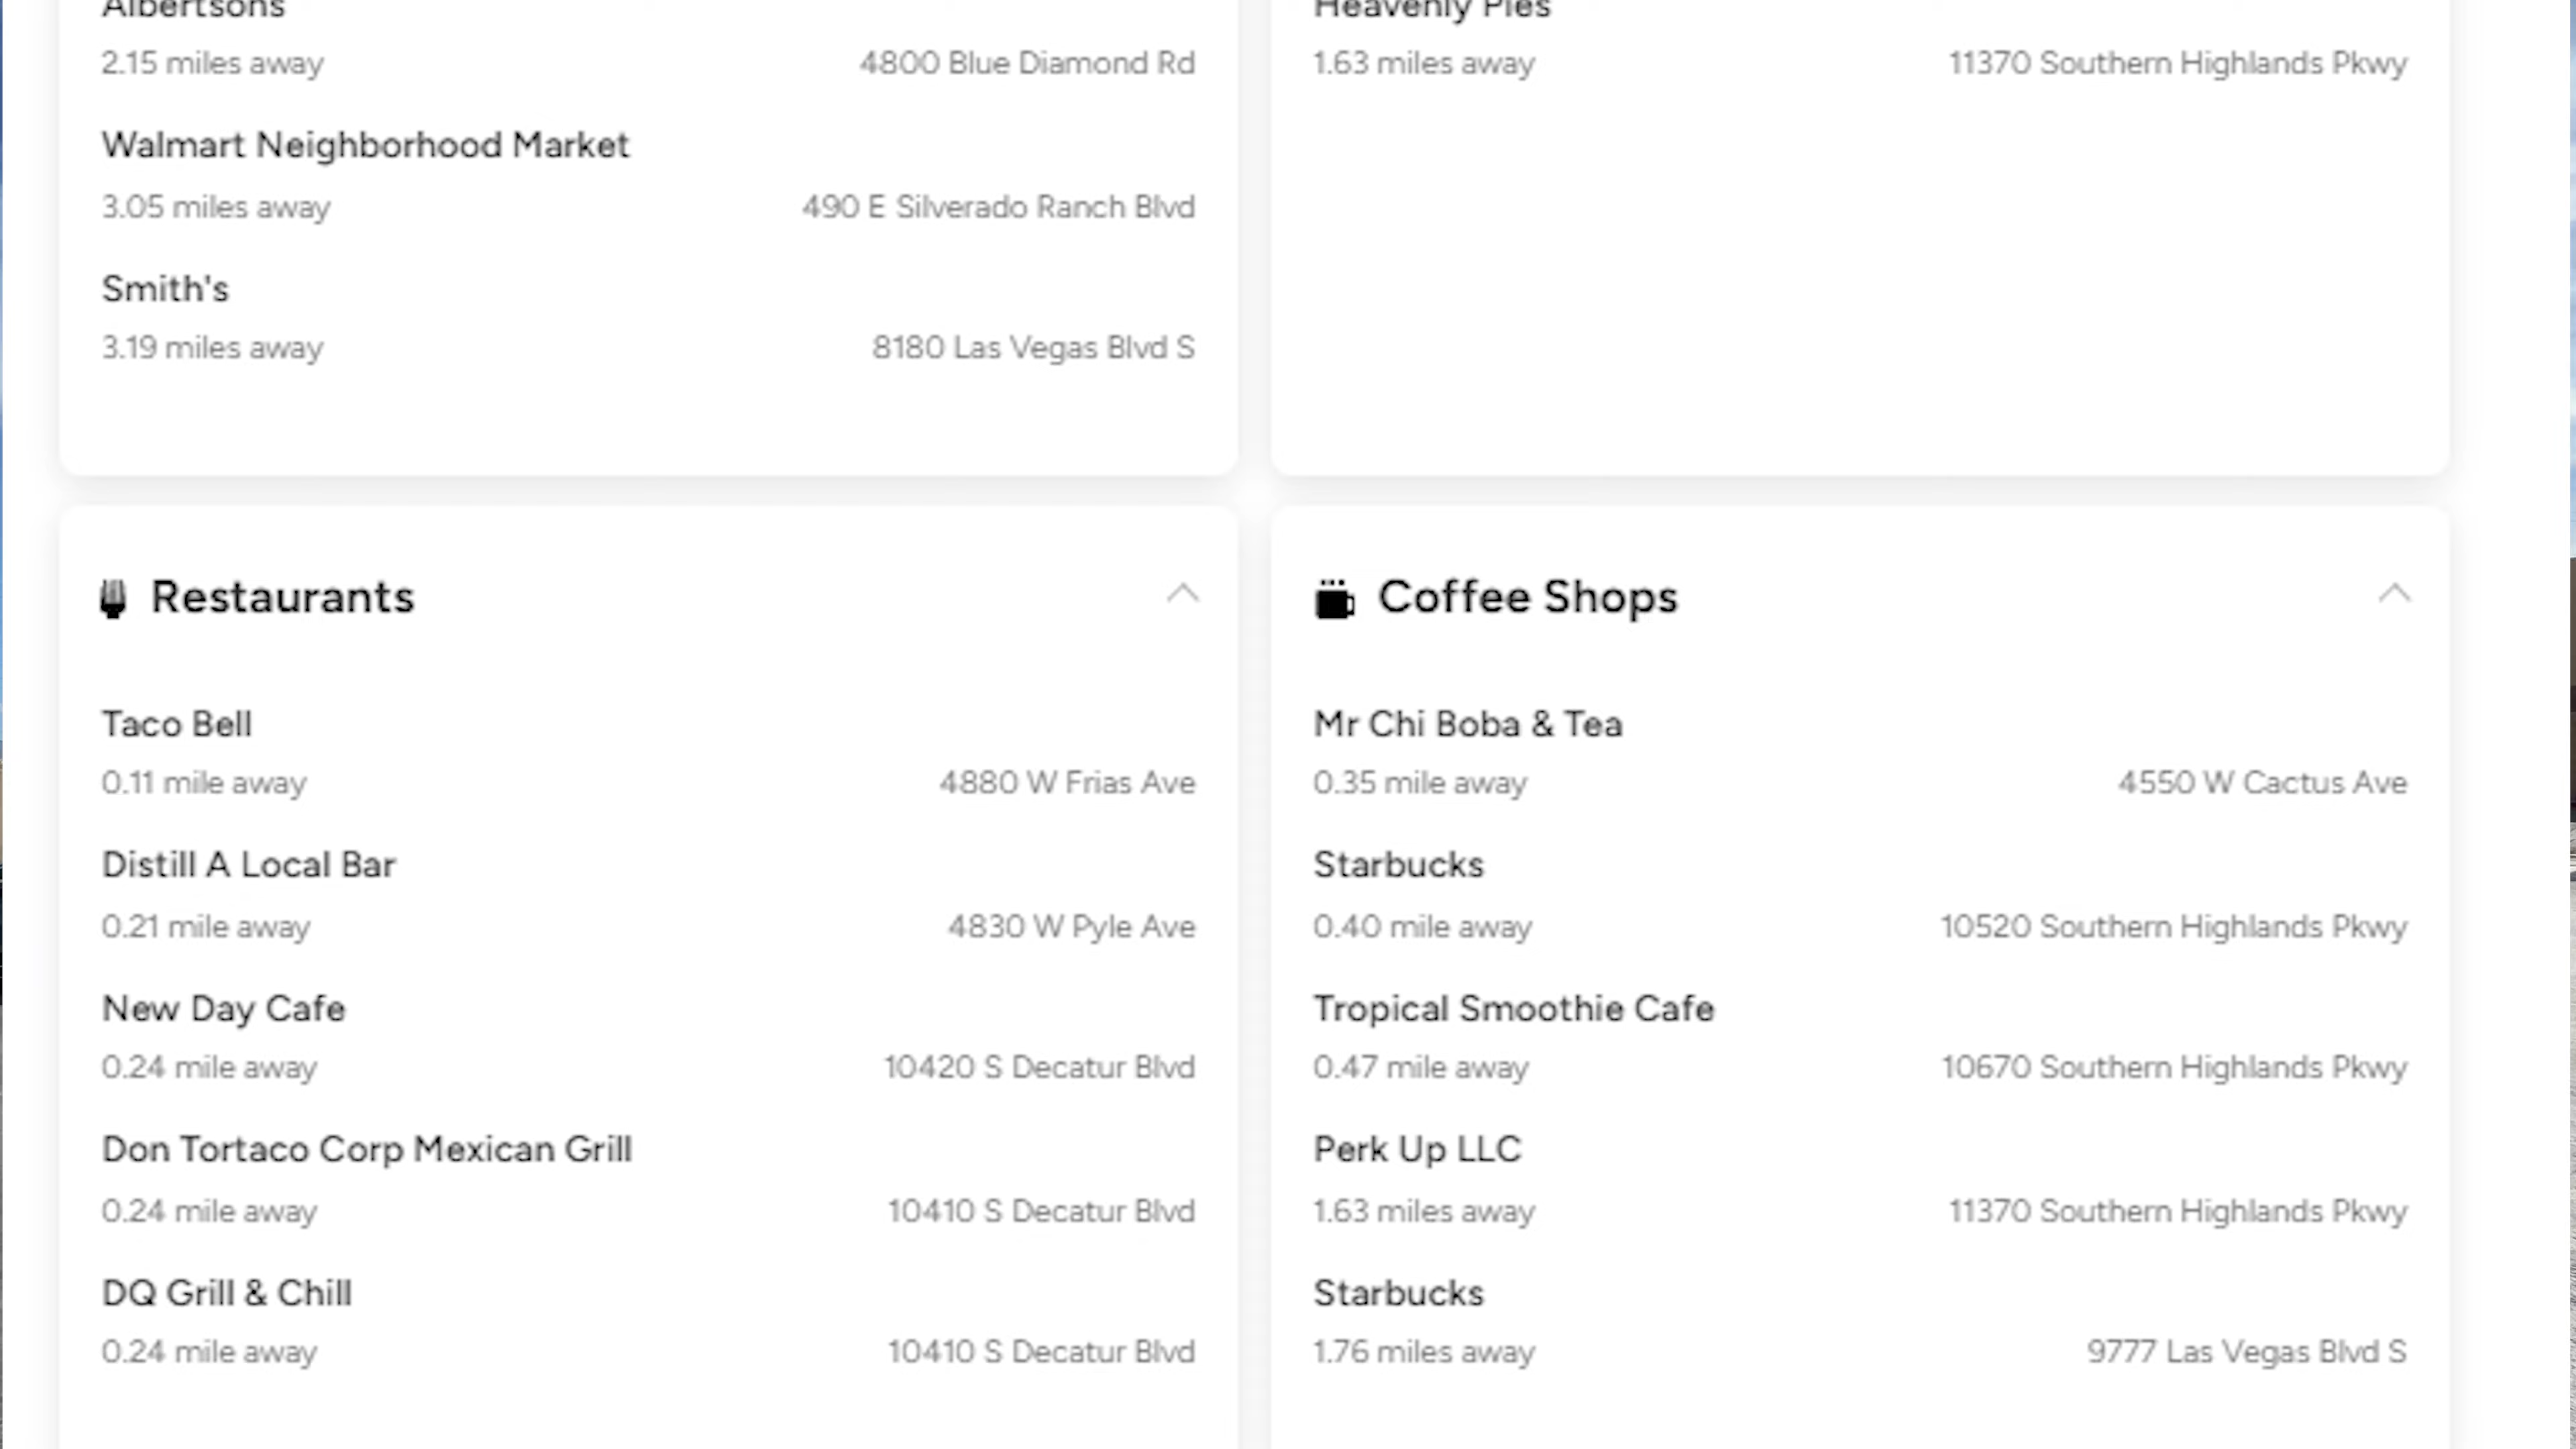 Albertsons
2.15 miles away 4800 Blue Diamond Rd
Walmart Neighborhood Market
3.05 miles away 490 E Silverado Ranch Blvd
Smith's
3.19 miles away 8180 Las Vegas Blvd S
Heavenly Pies
1.63 miles away 11370 Southern Highlands Pkwy
Restaurants
Taco Bell
0.11 mile away 4880 W Frias Ave
Distill A Local Bar
0.21 mile away 4830 W Pyle Ave
New Day Cafe
0.24 mile away 10420 S Decatur Blvd
Don Tortaco Corp Mexican Grill
0.24 mile away 10410 S Decatur Blvd
DQ Grill & Chill
0.24 mile away 10410 S Decatur Blvd
Coffee Shops
Mr Chi Boba & Tea
0.35 mile away 4550 W Cactus Ave
Starbucks
0.40 mile away 10520 Southern Highlands Pkwy
Tropical Smoothie Cafe
0.47 mile away 10670 Southern Highlands Pkwy
Perk Up LLC
1.63 miles away 11370 Southern Highlands Pkwy
Starbucks
1.76 miles away 9777 Las Vegas Blvd S